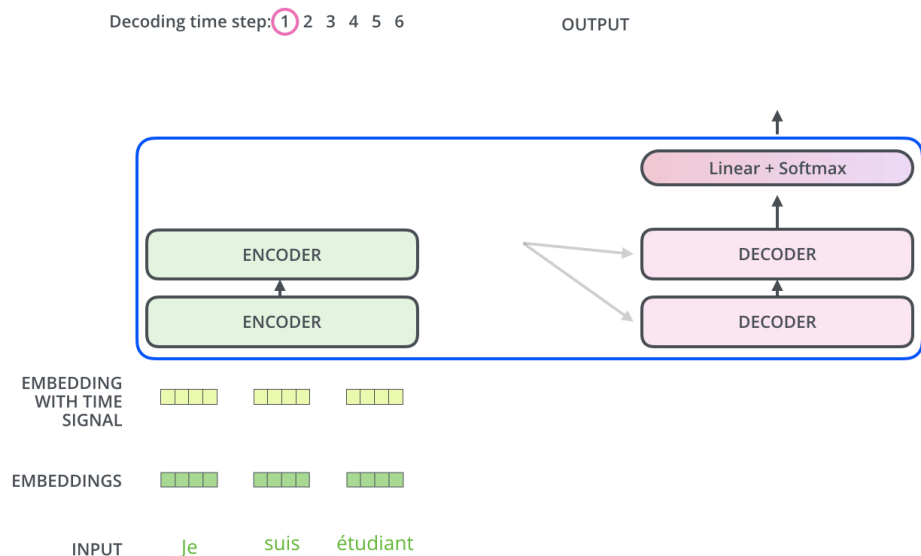 Decoding time step: 1 2 3 4 5 6
OUTPUT
Linear + Softmax
ENCODER
DECODER
ENCODER
DECODER
EMBEDDING
WITH TIME
SIGNAL
EMBEDDINGS
INPUT
Je suis étudiant